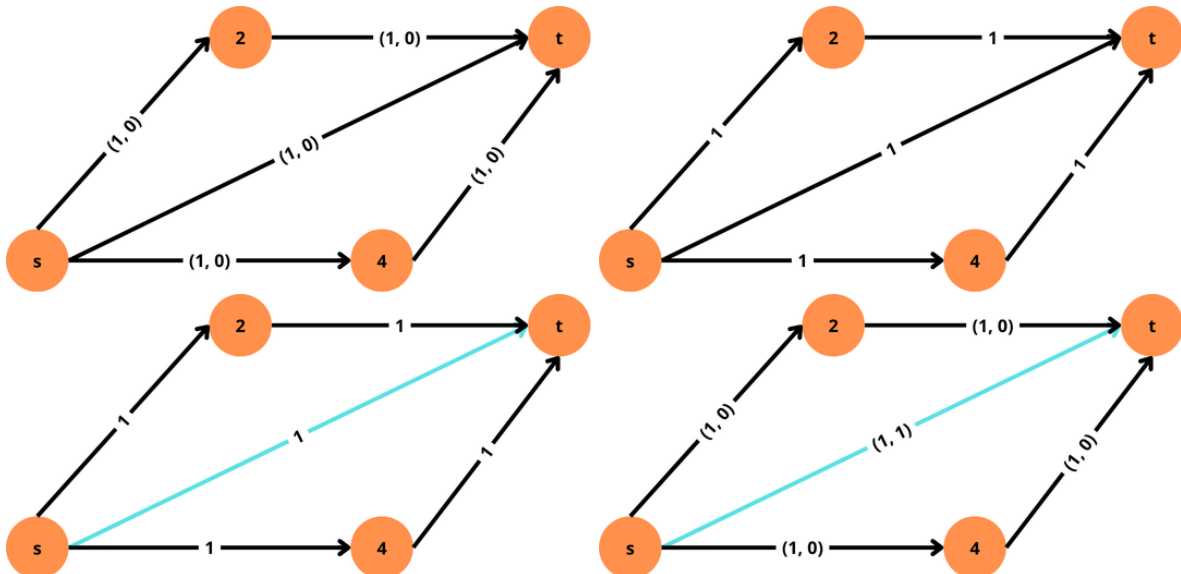 2 (1, 0) t
(1, 0)
(1, 0)
(1, 0)
s (1, 0) 4
2 1 t
1
1
1
s 1 4
2 1 t
1
1
1
s 1 4
2 (1, 0) t
(1, 0)
(1, 1)
(1, 0)
s (1, 0) 4